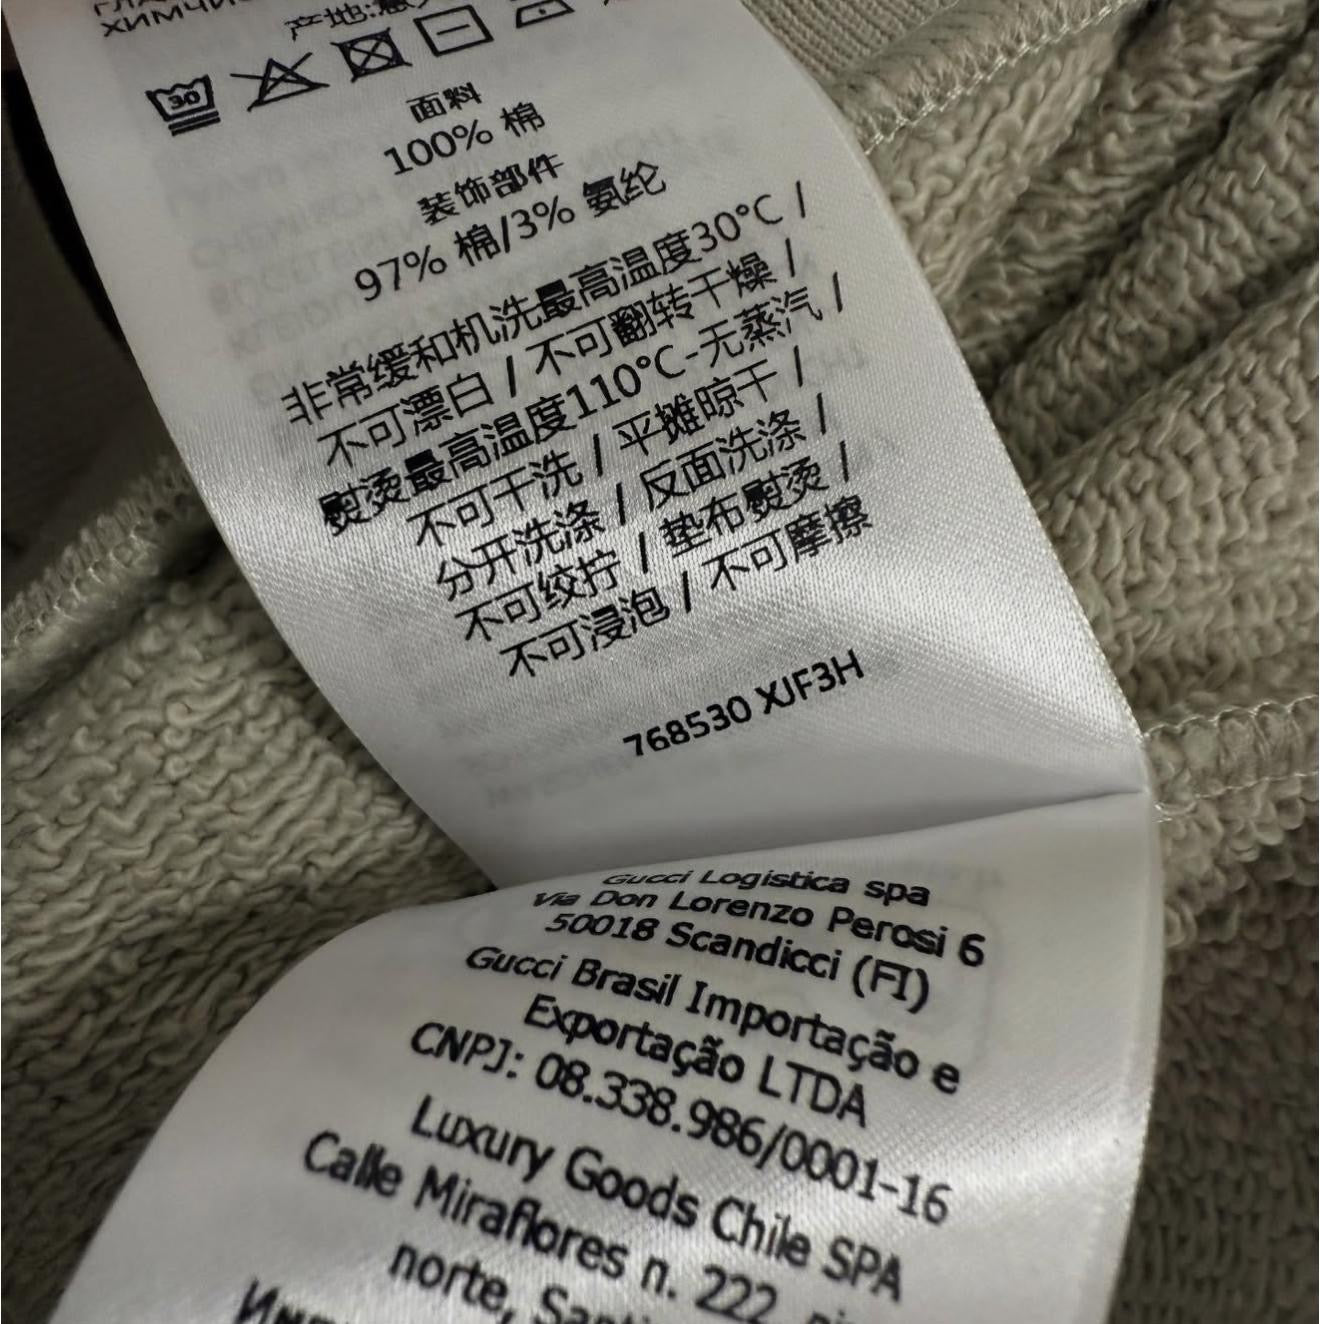 产地:意
30
面料
100% 棉
装饰部件
97% 棉/3% 氨纶
非常缓和机洗最高温度30°C /
不可漂白 / 不可翻转干燥 /
熨烫最高温度110°C-无蒸汽 /
不可干洗 / 平摊晾干 /
分开洗涤 / 反面洗涤 /
不可绞拧 / 垫布熨烫 /
不可浸泡 / 不可摩擦
768530 XJF3H
Gucci Logistica spa
Via Don Lorenzo Perosi 6
50018 Scandicci (FI)
Gucci Brasil Importação e
Exportação LTDA
CNPJ: 08.338.986/0001-16
Luxury Goods Chile SPA
Calle Miraflores n. 222,
norte,